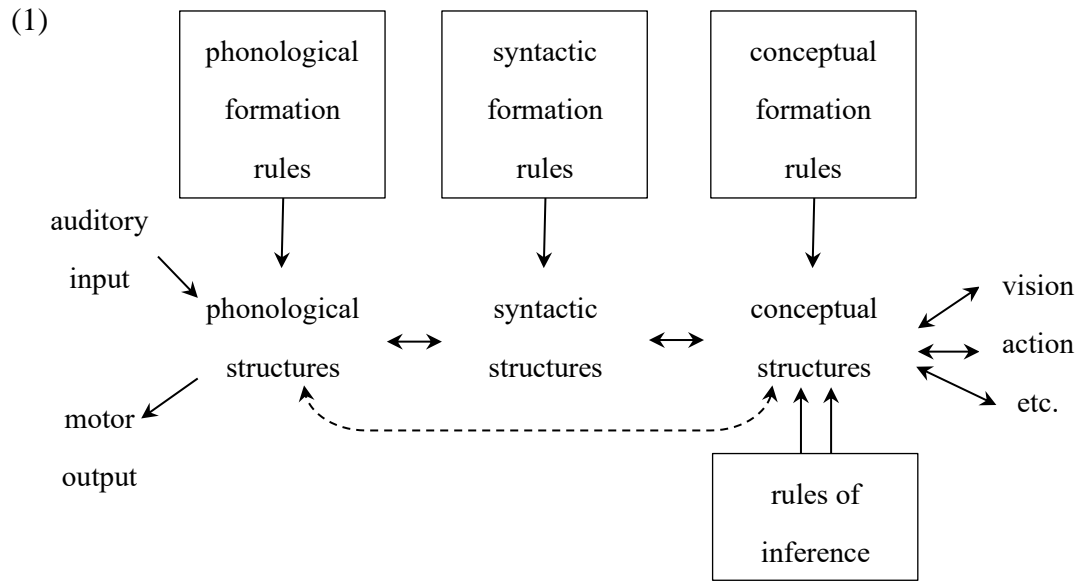 (1)
phonological
formation
rules
syntactic
formation
rules
conceptual
formation
rules
auditory
input
phonological
structures
syntactic
structures
conceptual
structures
vision
action
etc.
motor
output
rules of
inference